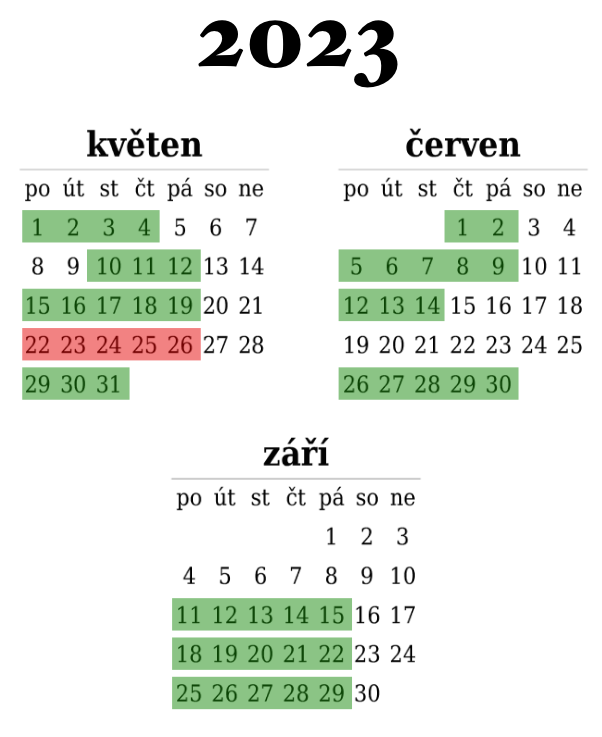 2023
květen
po út st čt pá so ne
1 2 3 4 5 6 7
8 9 10 11 12 13 14
15 16 17 18 19 20 21
22 23 24 25 26 27 28
29 30 31
červen
po út st čt pá so ne
1 2 3 4
5 6 7 8 9 10 11
12 13 14 15 16 17 18
19 20 21 22 23 24 25
26 27 28 29 30
září
po út st čt pá so ne
1 2 3
4 5 6 7 8 9 10
11 12 13 14 15 16 17
18 19 20 21 22 23 24
25 26 27 28 29 30